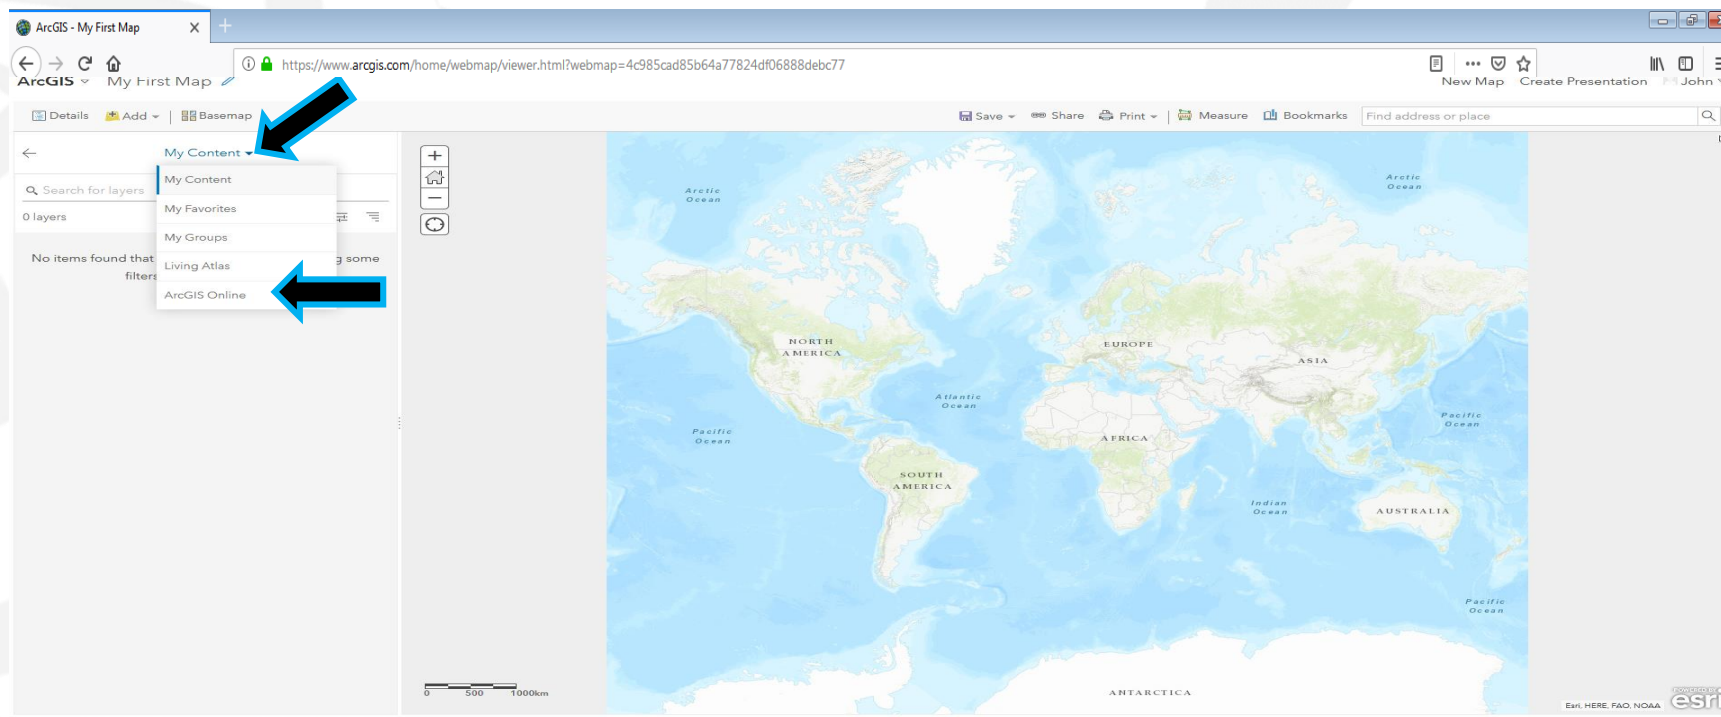 ArcGIS - My First Map
https://www.arcgis.com/home/webmap/viewer.html?webmap=4c985cad85b64a77824df06888debc77
ArcGIS My First Map New Map Create Presentation John
Details Add Basemap Save Share Print Measure Bookmarks Find address or place
My Content
My Content
Search for layers
My Favorites
0 layers
My Groups
No items found that some
Living Atlas
ArcGIS Online
Arctic
Ocean
Arctic
Ocean
NORTH
AMERICA
EUROPE
ASIA
Atlantic
Ocean
Pacific
Ocean
Pacific
Ocean
AFRICA
SOUTH
AMERICA
Indian
Ocean
AUSTRALIA
Pacific
Ocean
ANTARCTICA
0 500 1000km
POWERED BY
esri
Esri, HERE, FAO, NOAA